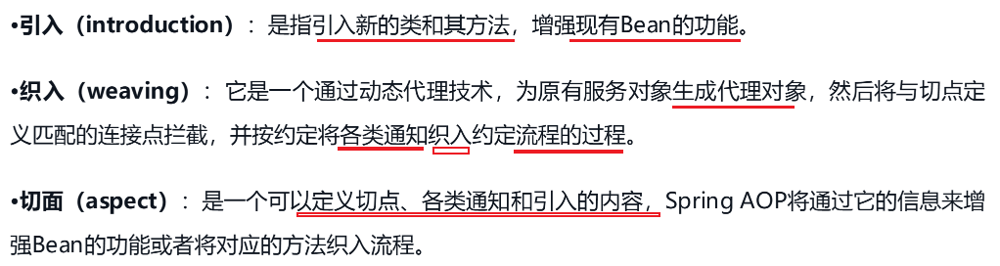 •引入（introduction）：是指引入新的类和其方法，增强现有Bean的功能。
•织入（weaving）：它是一个通过动态代理技术，为原有服务对象生成代理对象，然后将与切点定
义匹配的连接点拦截，并按约定将各类通知织入约定流程的过程。
•切面（aspect）：是一个可以定义切点、各类通知和引入的内容，Spring AOP将通过它的信息来增
强Bean的功能或者将对应的方法织入流程。